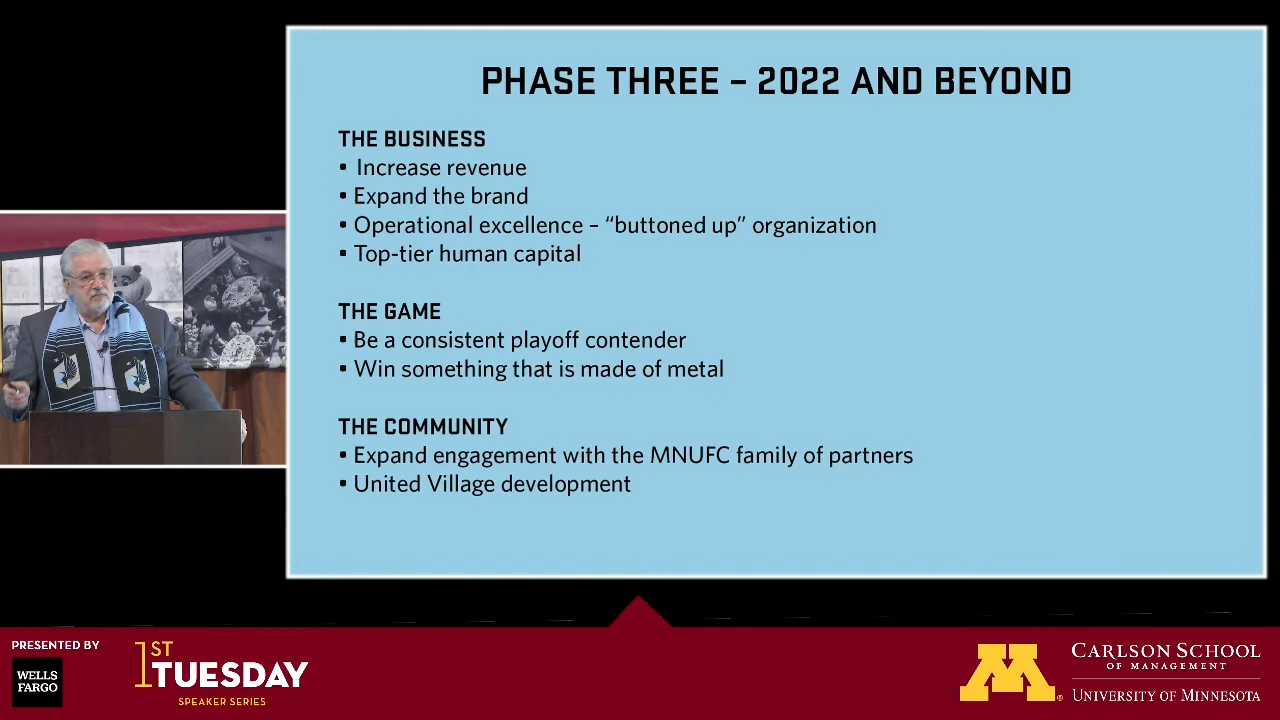 PHASE THREE – 2022 AND BEYOND
THE BUSINESS
▪ Increase revenue
▪ Expand the brand
▪ Operational excellence – “buttoned up” organization
▪ Top-tier human capital
THE GAME
▪ Be a consistent playoff contender
▪ Win something that is made of metal
THE COMMUNITY
▪ Expand engagement with the MNUFC family of partners
▪ United Village development
PRESENTED BY
WELLS
FARGO
1ST
TUESDAY
SPEAKER SERIES
M®
CARLSON SCHOOL
OF MANAGEMENT
UNIVERSITY OF MINNESOTA